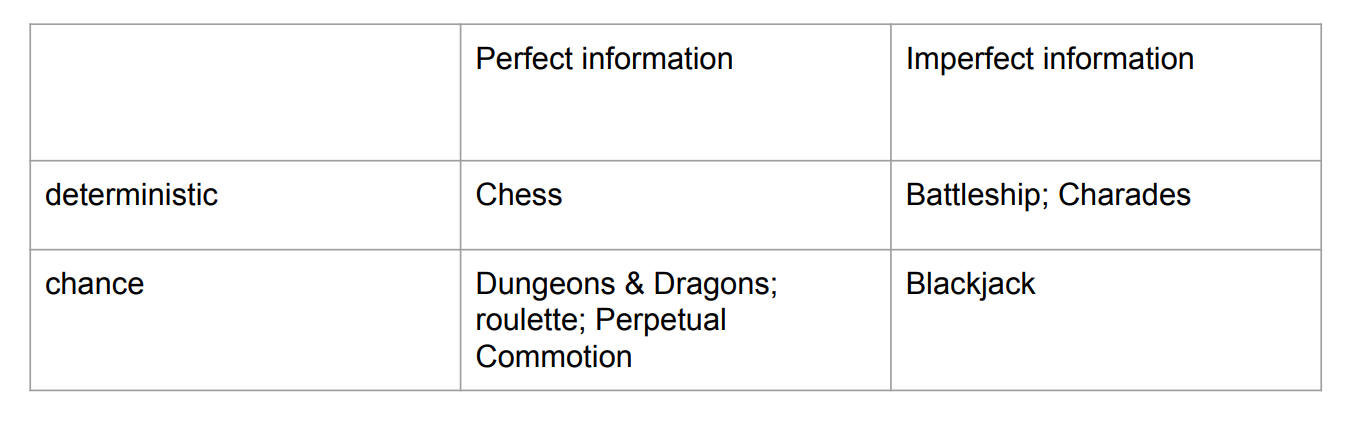 Perfect information
Imperfect information
deterministic
Chess
Battleship; Charades
chance
Dungeons & Dragons;
roulette; Perpetual
Commotion
Blackjack